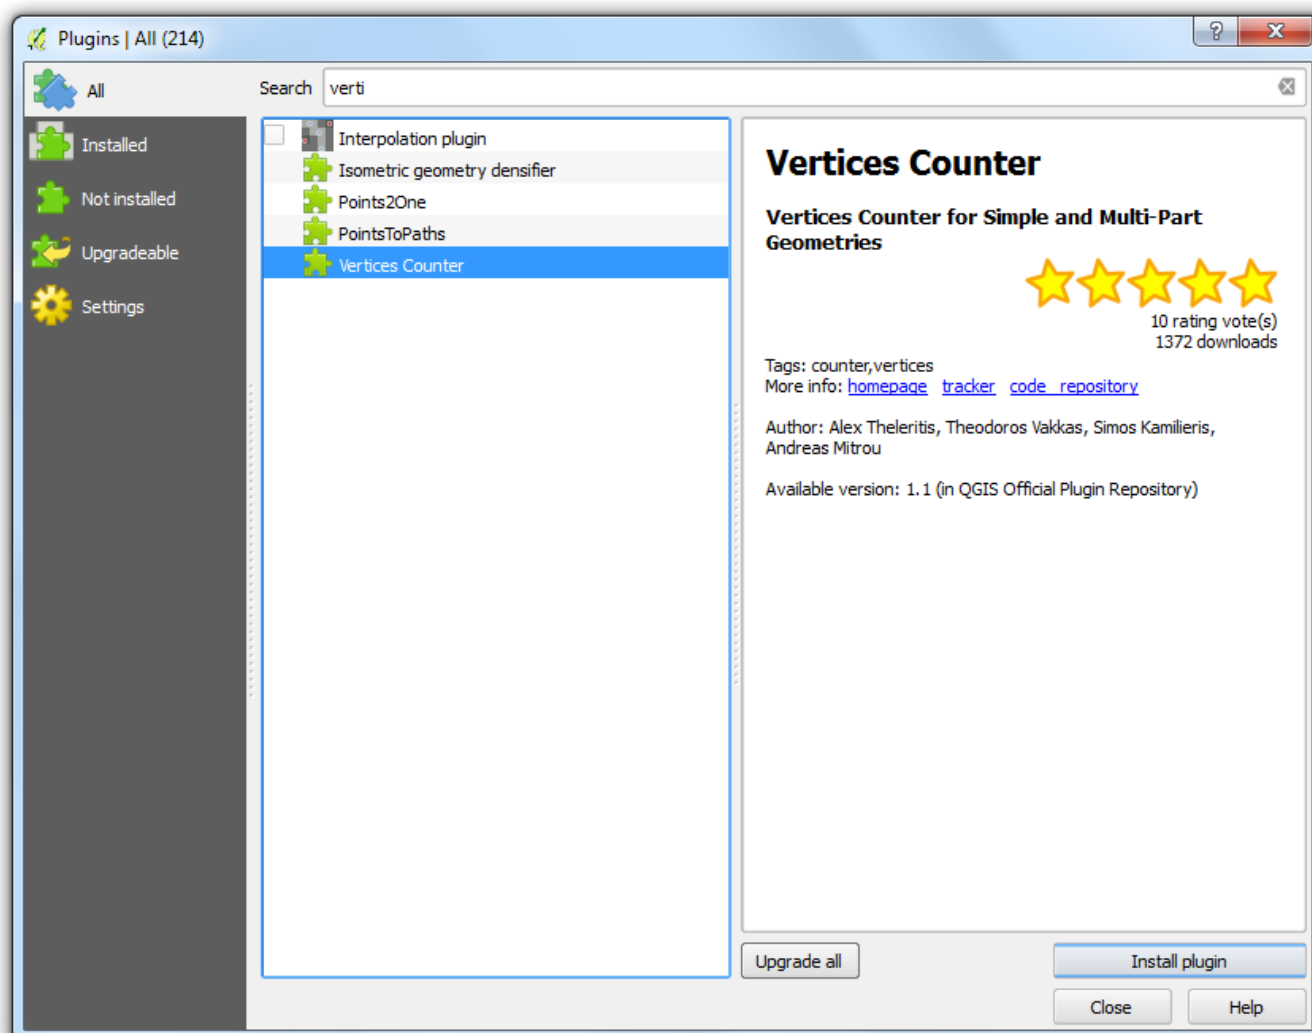 Plugins | All (214)
All
Installed
Not installed
Upgradeable
Settings
Search verti
Interpolation plugin
Isometric geometry densifier
Points2One
PointsToPaths
Vertices Counter
Vertices Counter
Vertices Counter for Simple and Multi-Part
Geometries
10 rating vote(s)
1372 downloads
Tags: counter,vertices
More info: homepage tracker code_repository
Author: Alex Theleritis, Theodoros Vakkas, Simos Kamilieris,
Andreas Mitrou
Available version: 1.1 (in QGIS Official Plugin Repository)
Upgrade all
Install plugin
Close
Help